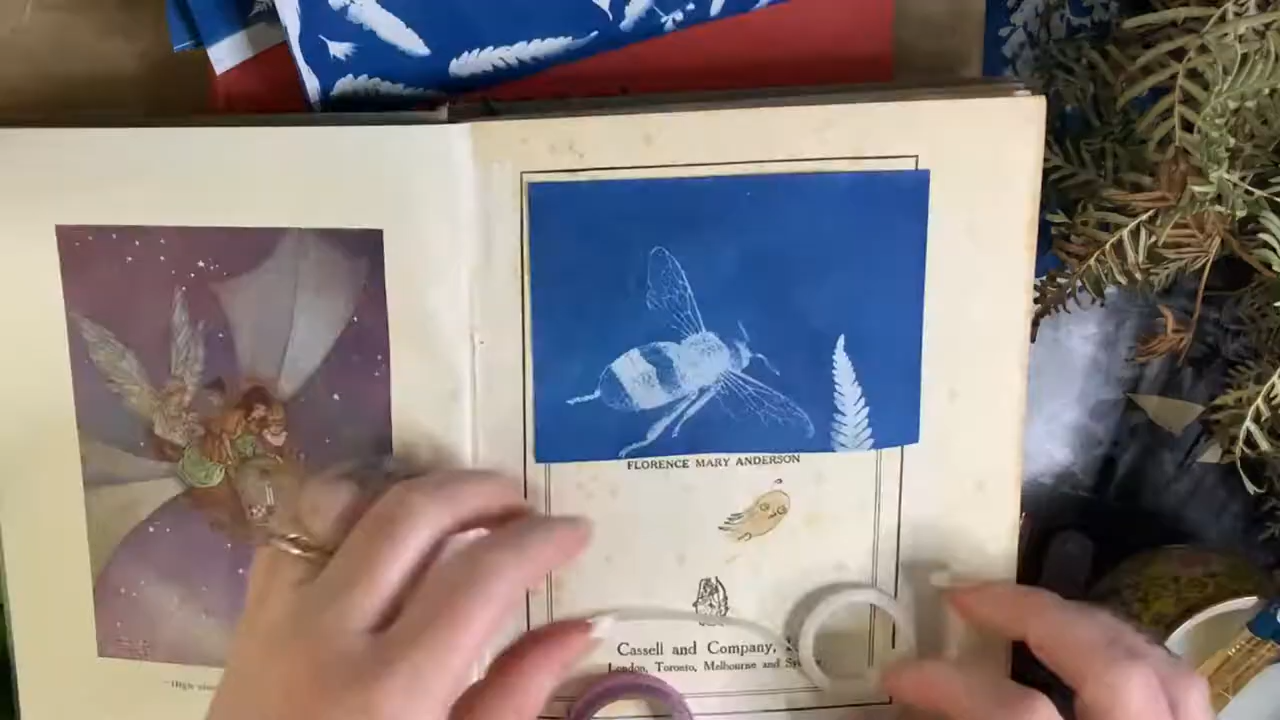 FLORENCE MARY ANDERSON
Cassell and Company,
London, Toronto, Melbourne and